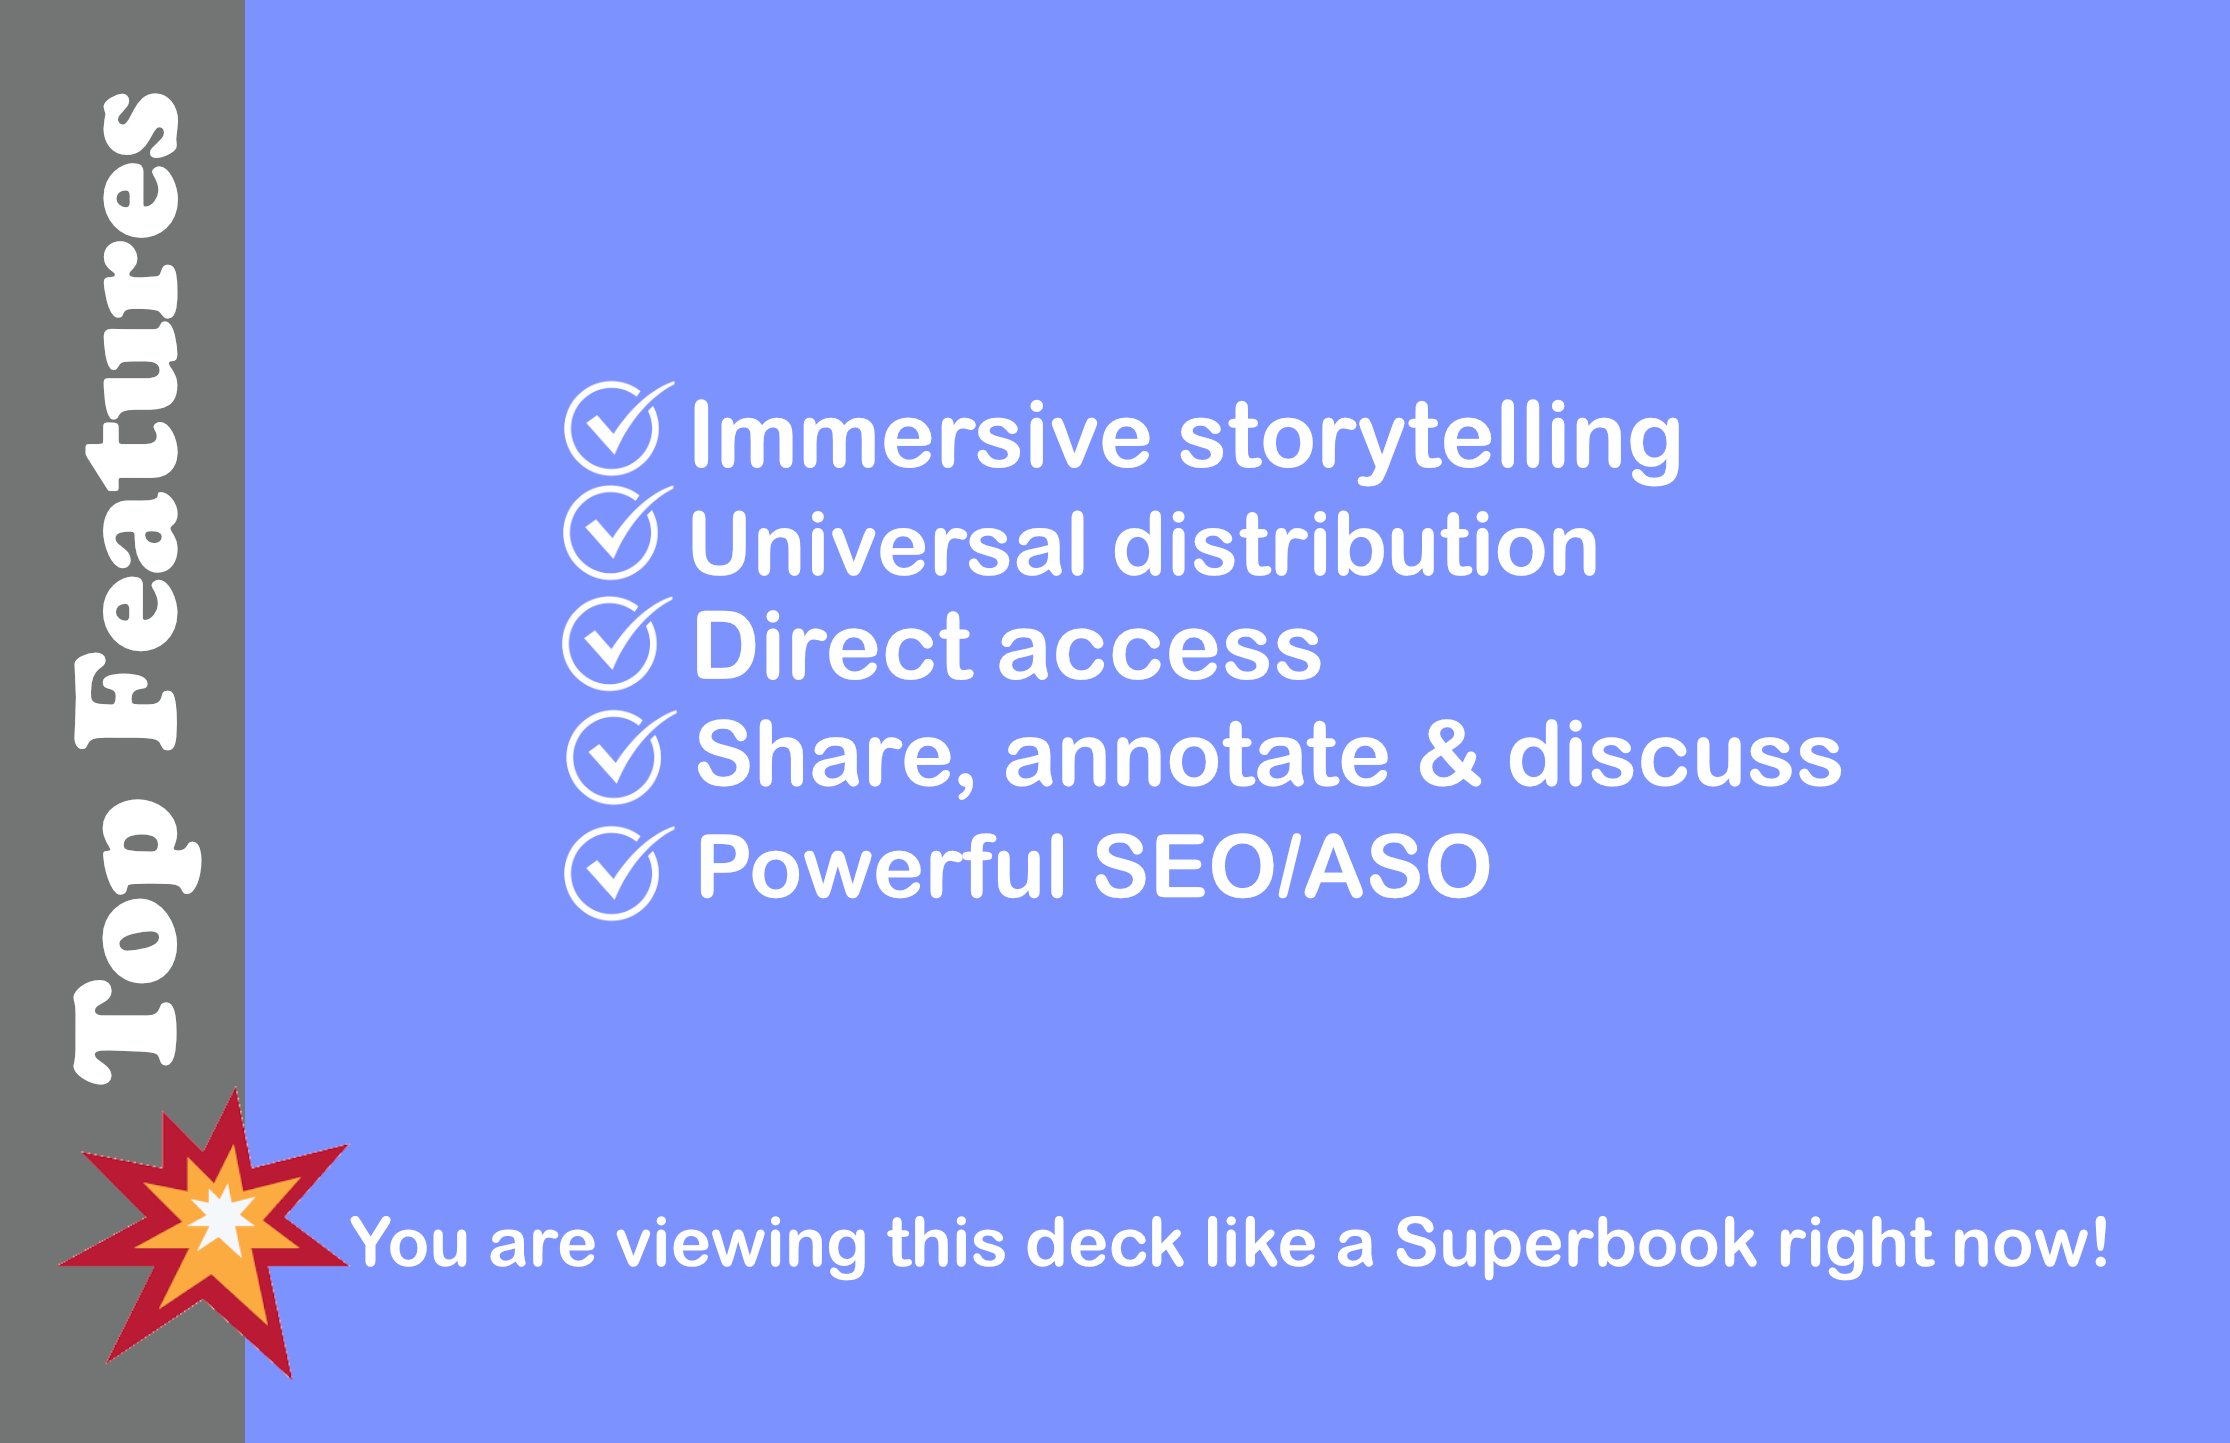 Top Features
Immersive storytelling
Universal distribution
Direct access
Share, annotate & discuss
Powerful SEO/ASO
You are viewing this deck like a Superbook right now!